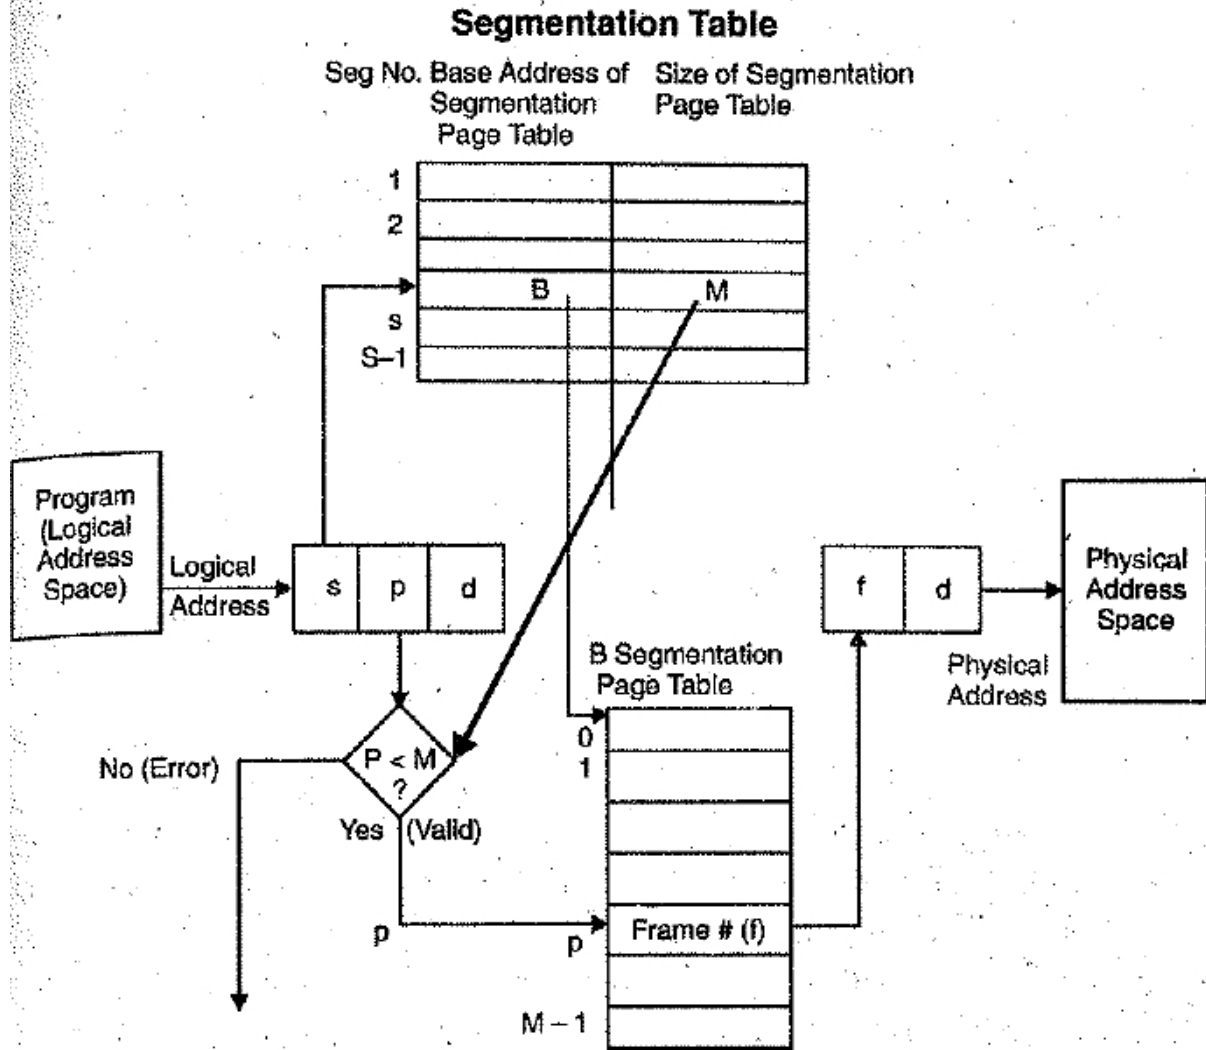 Segmentation Table
Seg No. Base Address of Size of Segmentation
Segmentation Page Table
Page Table
1
2
B M
s
S–1
Program
(Logical
Address
Space)
Logical
Address
s p d
f d
Physical
Address
Space
Physical
Address
B Segmentation
Page Table
0
1
P < M
?
No (Error)
Yes (Valid)
p
p
Frame # (f)
M – 1